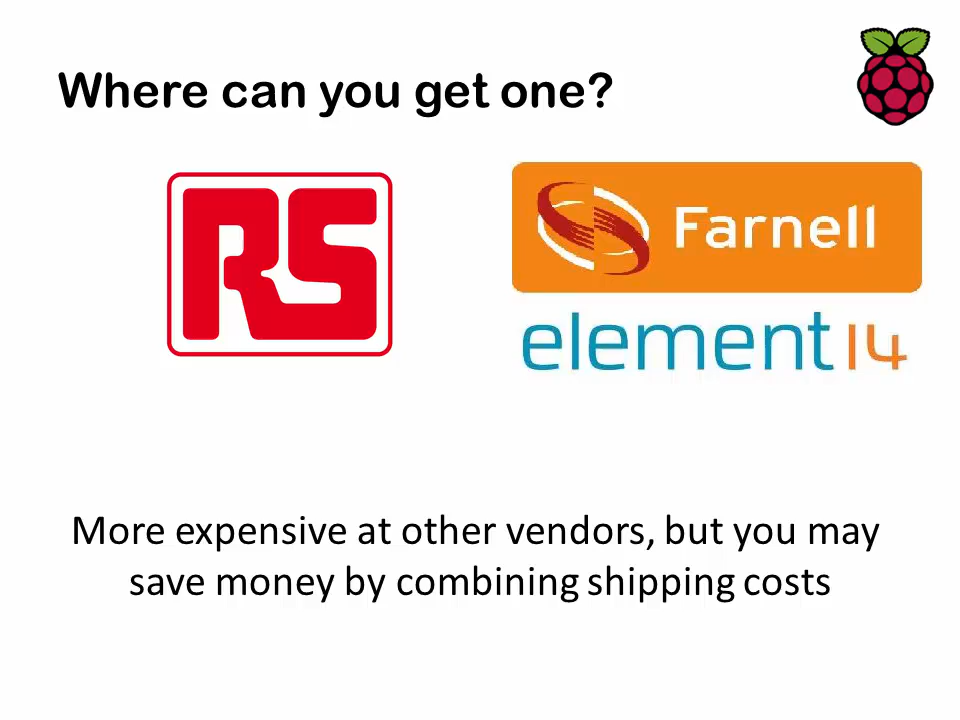 Where can you get one?
RS
Farnell
element14
More expensive at other vendors, but you may
save money by combining shipping costs